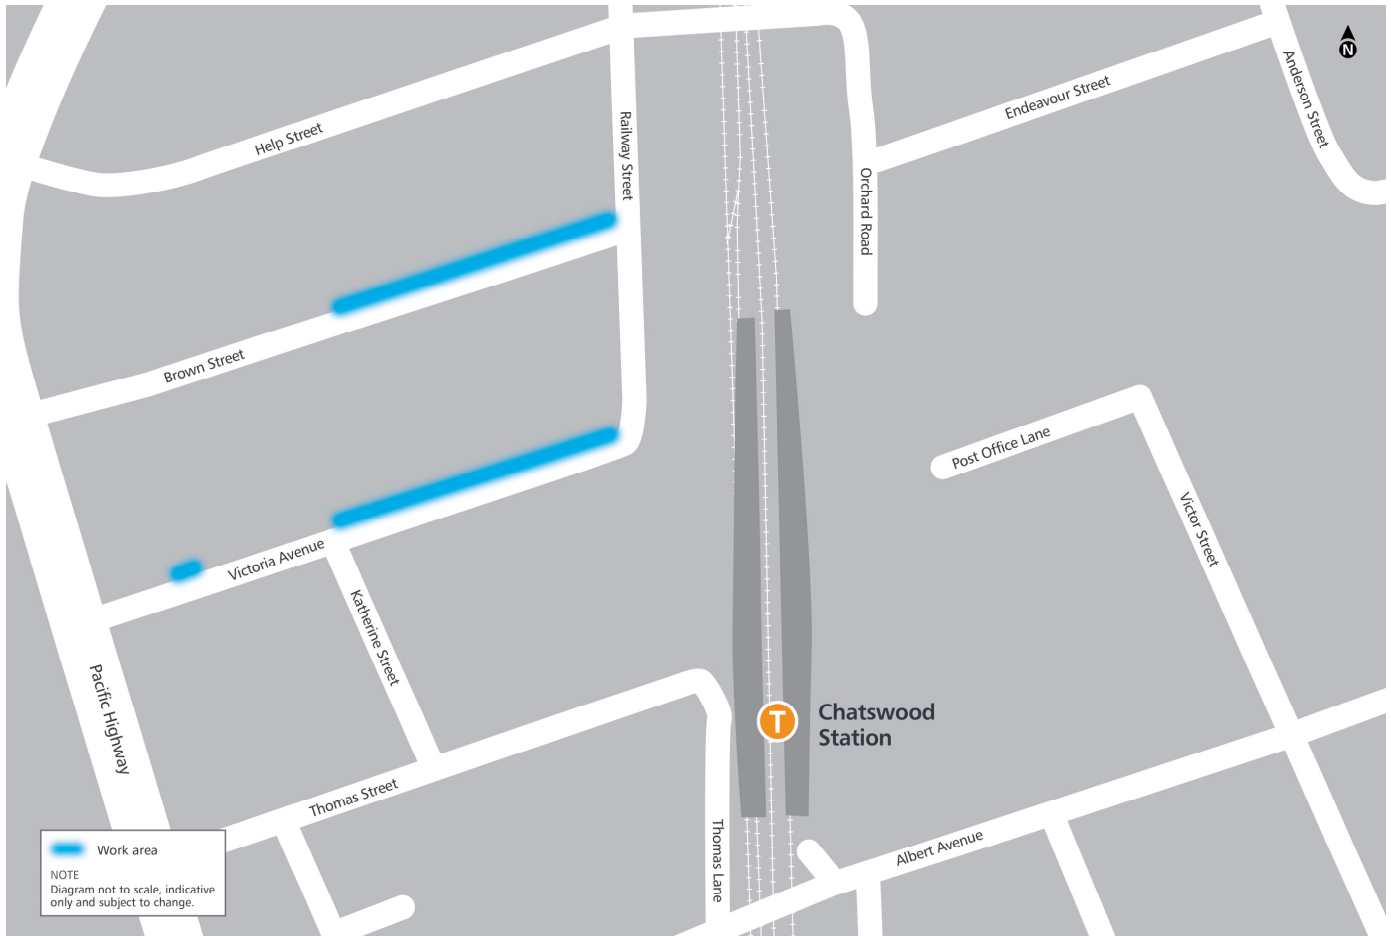 N
Anderson Street
Endeavour Street
Help Street
Railway Street
Orchard Road
Brown Street
Post Office Lane
Victor Street
Victoria Avenue
Katherine Street
Pacific Highway
T
Chatswood
Station
Thomas Street
Thomas Lane
Albert Avenue
Work area
NOTE
Diagram not to scale, indicative
only and subject to change.